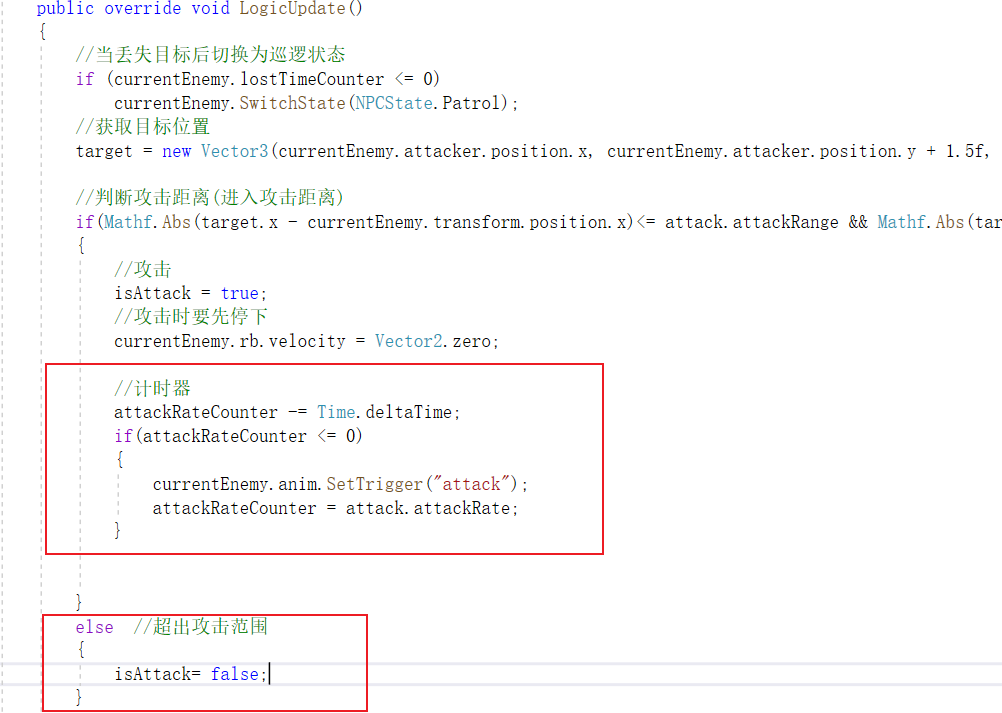 public override void LogicUpdate()
{
//当丢失目标后切换为巡逻状态
if (currentEnemy.lostTimeCounter <= 0)
currentEnemy.SwitchState(NPCState.Patrol);
//获取目标位置
target = new Vector3(currentEnemy.attacker.position.x, currentEnemy.attacker.position.y + 1.5f,
//判断攻击距离(进入攻击距离)
if(Mathf.Abs(target.x - currentEnemy.transform.position.x)<= attack.attackRange && Mathf.Abs(tar
{
//攻击
isAttack = true;
//攻击时要先停下
currentEnemy.rb.velocity = Vector2.zero;
//计时器
attackRateCounter -= Time.deltaTime;
if(attackRateCounter <= 0)
{
currentEnemy.anim.SetTrigger("attack");
attackRateCounter = attack.attackRate;
}
}
else  //超出攻击范围
{
isAttack= false;
}